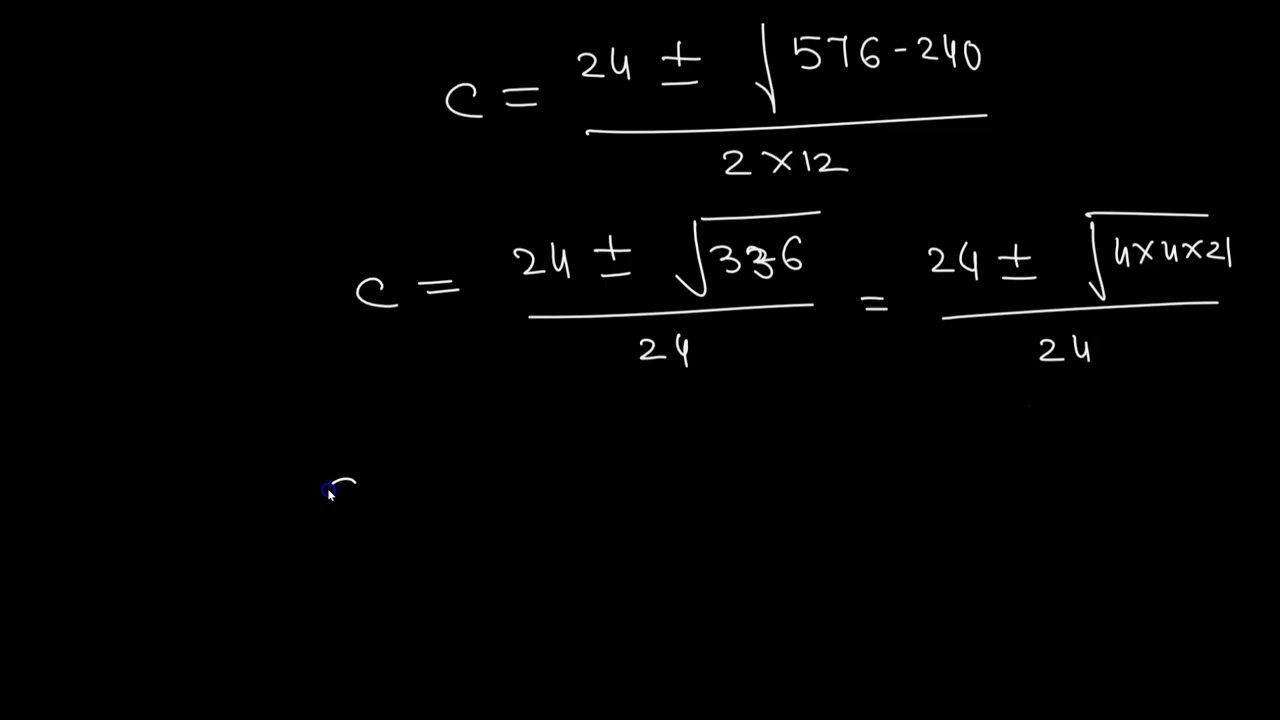 c = 24 ± √576-240 / 2×12
c = 24 ± √336 / 24 = 24 ± √4×4×21 / 24